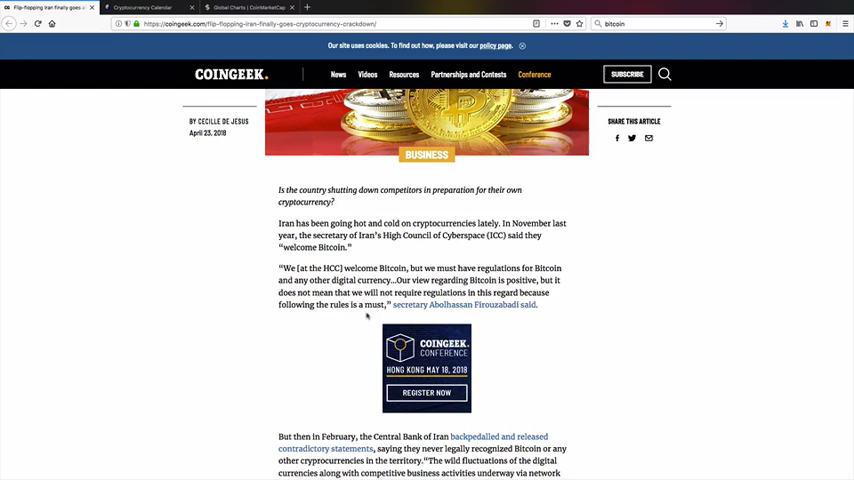 Flip-flopping Iran finally goes a
Cryptocurrency Calendar
Global Charts | CoinMarketCap
https://coingeek.com/flip-flopping-iran-finally-goes-cryptocurrency-crackdown/
bitcoin
Our site uses cookies. To find out how, please visit our policy page.
COINGEEK.
News
Videos
Resources
Partnerships and Contests
Conference
SUBSCRIBE
BY CECILLE DE JESUS
April 23, 2018
SHARE THIS ARTICLE
BUSINESS
Is the country shutting down competitors in preparation for their own
cryptocurrency?
Iran has been going hot and cold on cryptocurrencies lately. In November last
year, the secretary of Iran's High Council of Cyberspace (ICC) said they
"welcome Bitcoin."
"We [at the HCC] welcome Bitcoin, but we must have regulations for Bitcoin
and any other digital currency...Our view regarding Bitcoin is positive, but it
does not mean that we will not require regulations in this regard because
following the rules is a must," secretary Abolhassan Firouzabadi said.
COINGEEK.
CONFERENCE
HONG KONG MAY 18, 2018
REGISTER NOW
But then in February, the Central Bank of Iran backpedalled and released
contradictory statements, saying they never legally recognized Bitcoin or any
other cryprocurrencies in the territory."The wild fluctuations of the digital
currencies along with competitive business activities underway via network